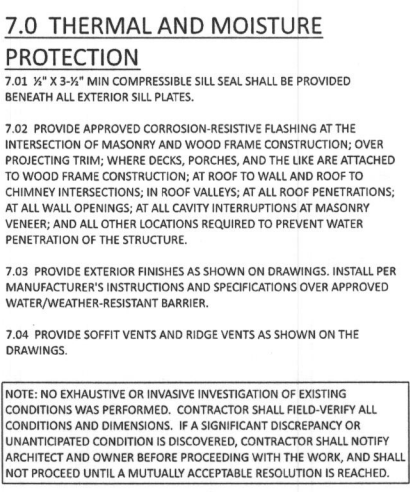 7.0 THERMAL AND MOISTURE
PROTECTION
7.01 ½" X 3-½" MIN COMPRESSIBLE SILL SEAL SHALL BE PROVIDED
BENEATH ALL EXTERIOR SILL PLATES.
7.02 PROVIDE APPROVED CORROSION-RESISTIVE FLASHING AT THE
INTERSECTION OF MASONRY AND WOOD FRAME CONSTRUCTION; OVER
PROJECTING TRIM; WHERE DECKS, PORCHES, AND THE LIKE ARE ATTACHED
TO WOOD FRAME CONSTRUCTION; AT ROOF TO WALL AND ROOF TO
CHIMNEY INTERSECTIONS; IN ROOF VALLEYS; AT ALL ROOF PENETRATIONS;
AT ALL WALL OPENINGS; AT ALL CAVITY INTERRUPTIONS AT MASONRY
VENEER; AND ALL OTHER LOCATIONS REQUIRED TO PREVENT WATER
PENETRATION OF THE STRUCTURE.
7.03 PROVIDE EXTERIOR FINISHES AS SHOWN ON DRAWINGS. INSTALL PER
MANUFACTURER'S INSTRUCTIONS AND SPECIFICATIONS OVER APPROVED
WATER/WEATHER-RESISTANT BARRIER.
7.04 PROVIDE SOFFIT VENTS AND RIDGE VENTS AS SHOWN ON THE
DRAWINGS.
NOTE: NO EXHAUSTIVE OR INVASIVE INVESTIGATION OF EXISTING
CONDITIONS WAS PERFORMED. CONTRACTOR SHALL FIELD-VERIFY ALL
CONDITIONS AND DIMENSIONS. IF A SIGNIFICANT DISCREPANCY OR
UNANTICIPATED CONDITION IS DISCOVERED, CONTRACTOR SHALL NOTIFY
ARCHITECT AND OWNER BEFORE PROCEEDING WITH THE WORK, AND SHALL
NOT PROCEED UNTIL A MUTUALLY ACCEPTABLE RESOLUTION IS REACHED.